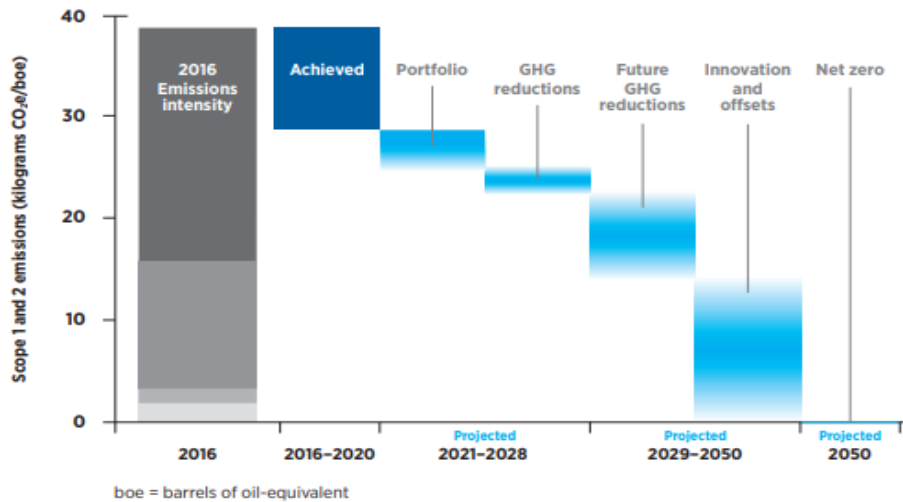 Scope 1 and 2 emissions (kilograms CO₂e/boe)
40
30
20
10
0
2016
Emissions
intensity
Achieved
Portfolio
GHG
reductions
Future
GHG
reductions
Innovation
and
offsets
Net zero
2016
2016–2020
Projected
2021–2028
Projected
2029–2050
Projected
2050
boe = barrels of oil-equivalent